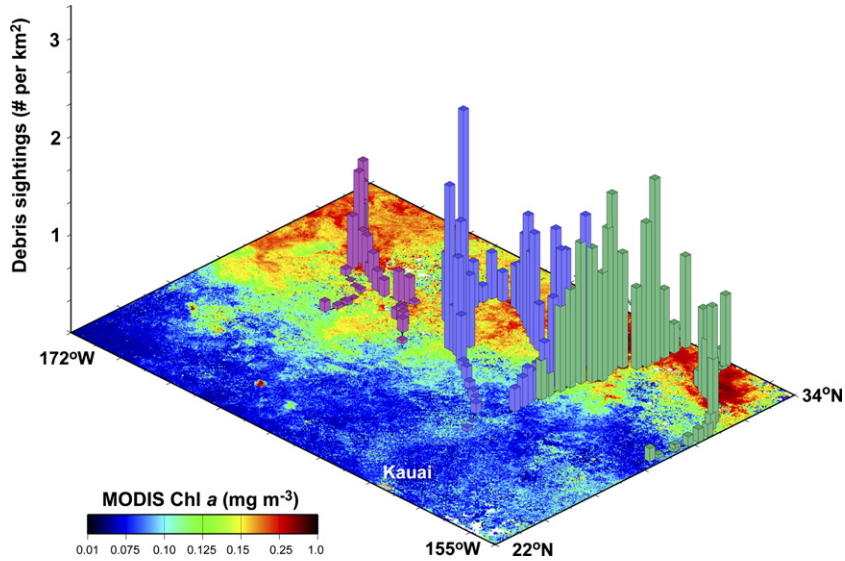 3
2
1
Debris sightings (# per km²)
172°W
34°N
Kauai
MODIS Chl a (mg m⁻³)
0.01 0.075 0.10 0.125 0.15 0.25 1.0
155°W 22°N